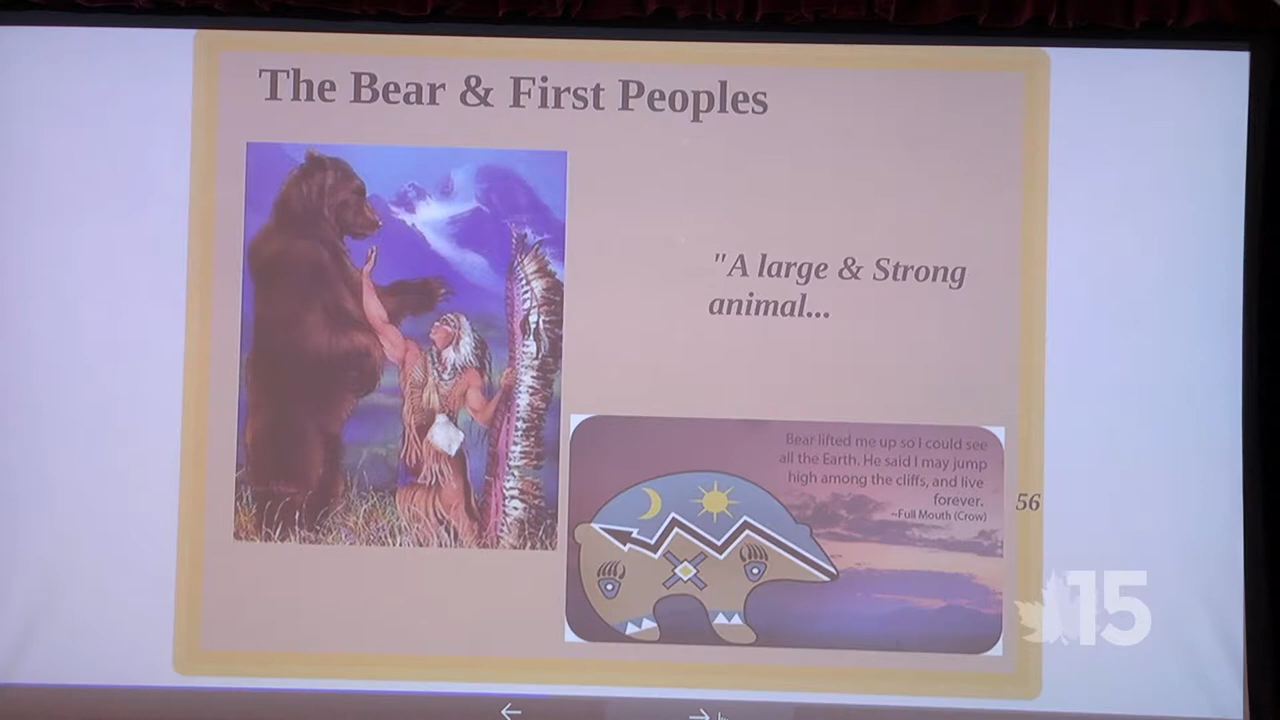 The Bear & First Peoples
"A large & Strong
animal...
Bear lifted me up so I could see
all the Earth. He said I may jump
high among the cliffs, and live
forever.
~Full Mouth (Crow)
56
15